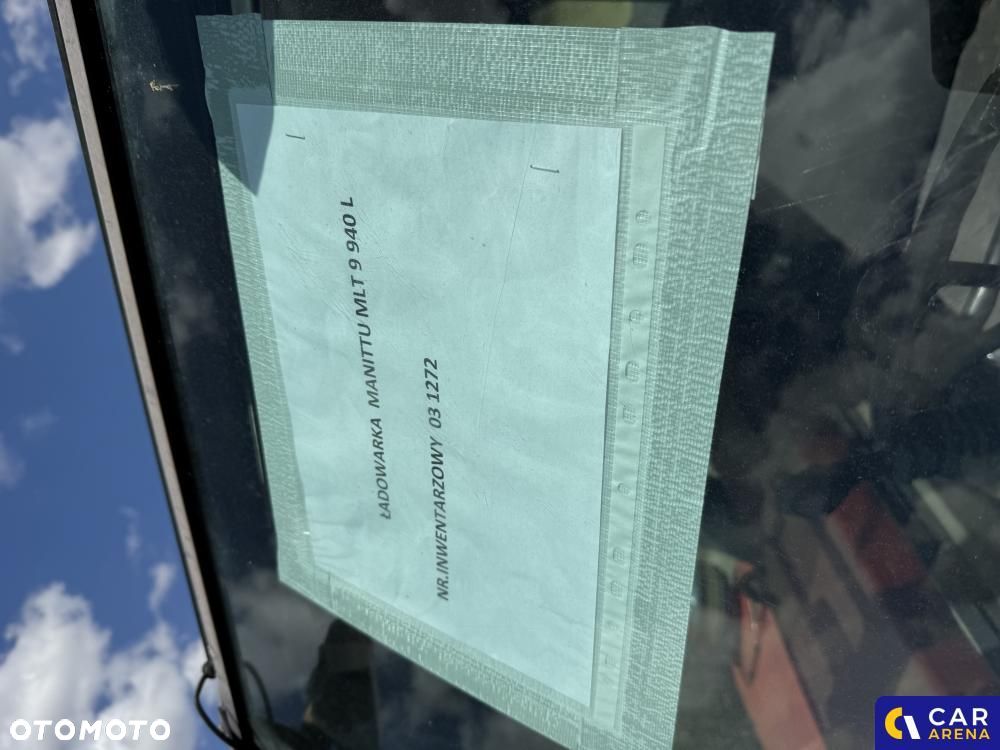 ŁADOWARKA MANITTU MLT 9 940 L
NR.INWENTARZOWY 03 1272
OTOMOTO
CAR
ARENA